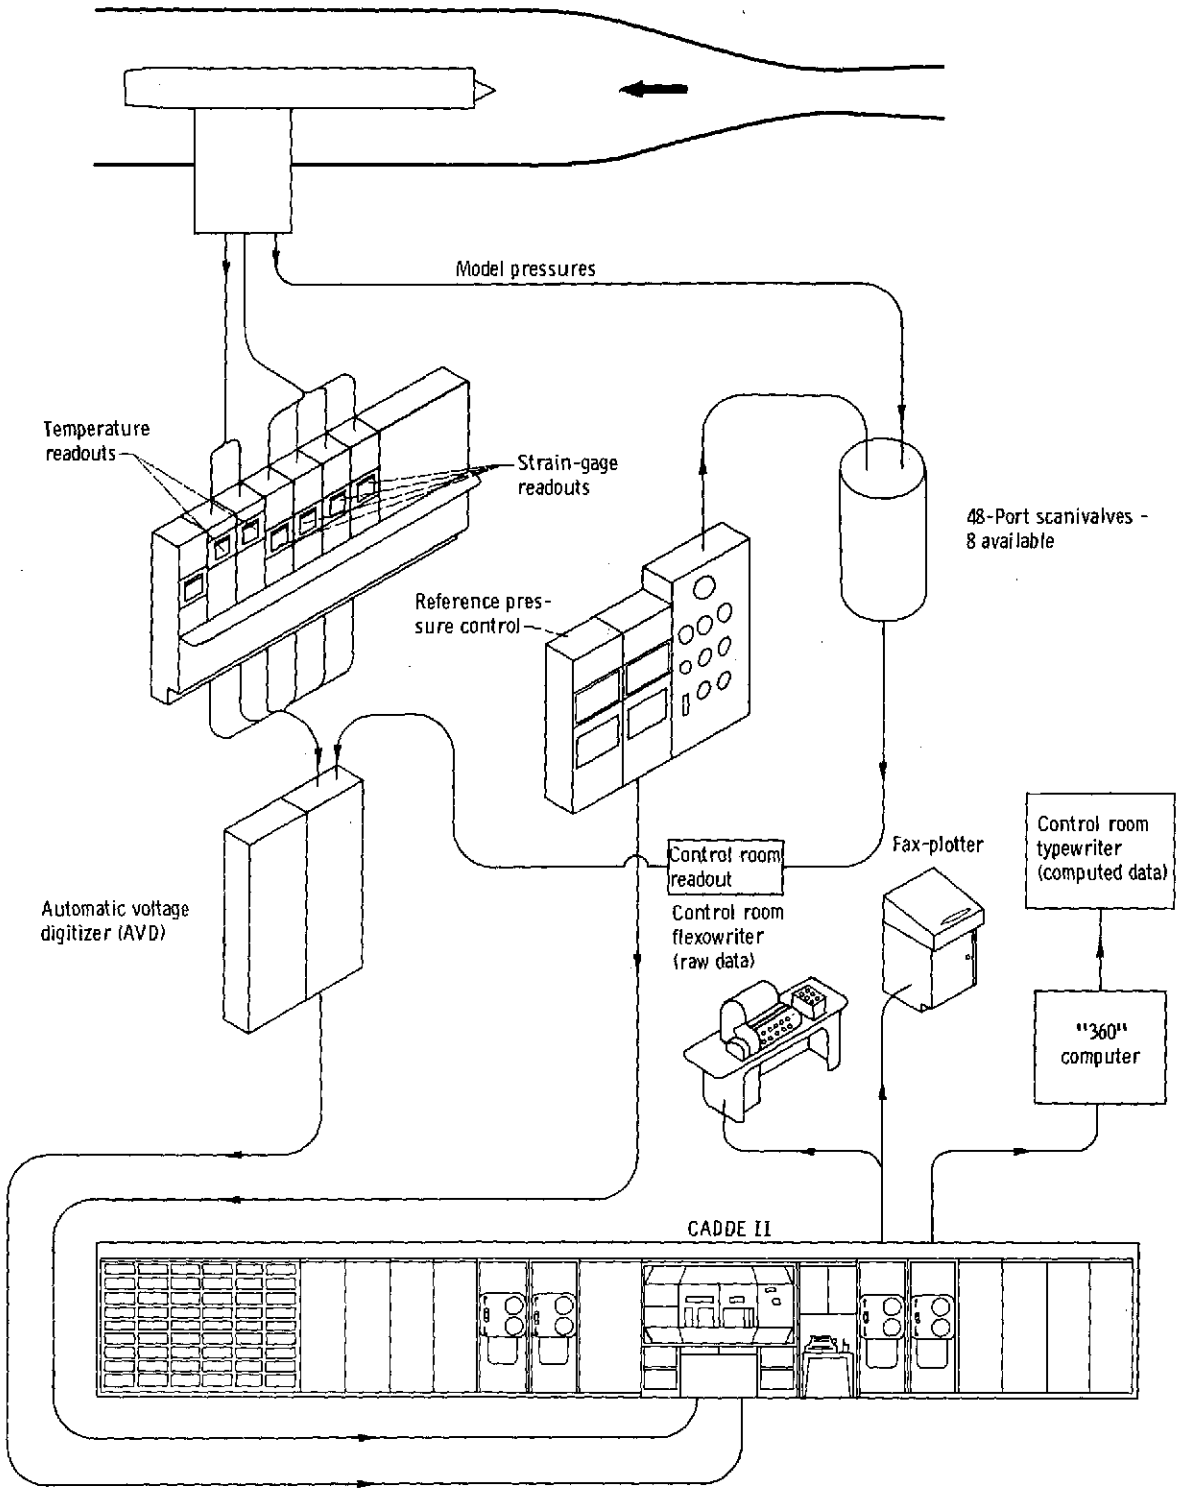 Model pressures
Temperature
readouts
Strain-gage
readouts
48-Port scanivalves -
8 available
Reference pres-
sure control
Control room
readout
Fax-plotter
Control room
typewriter
(computed data)
Automatic voltage
digitizer (AVD)
Control room
flexowriter
(raw data)
"360"
computer
CADDE II